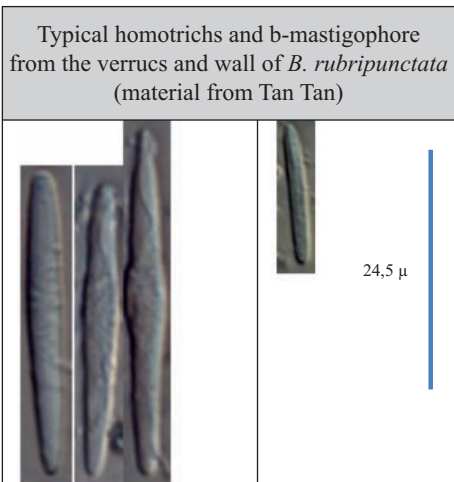 Typical homotrichs and b-mastigophore
from the verrucs and wall of B. rubripunctata
(material from Tan Tan)
24,5 μ